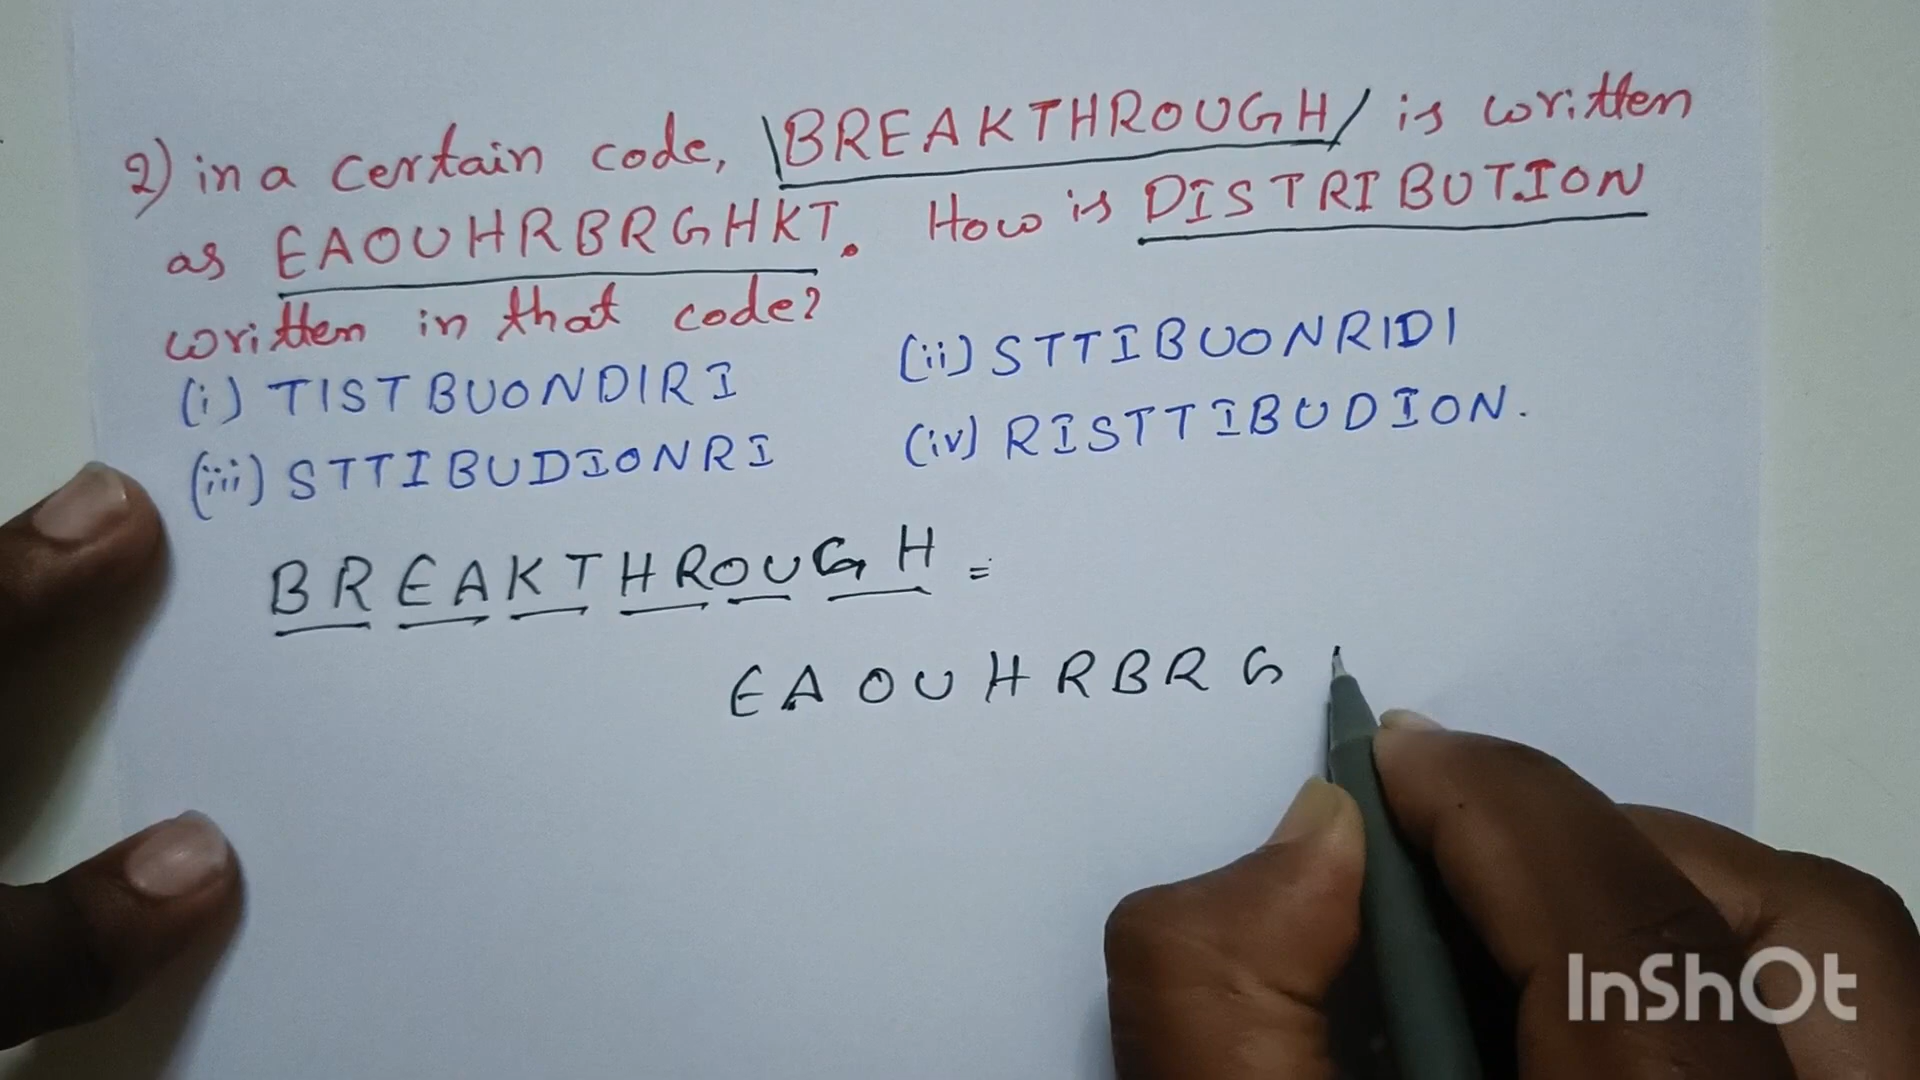 2) in a certain code, \BREAKTHROUGH/ is written
as EAOUHRBRGHKT. How is DISTRIBUTION
written in that code?
(i) TISTBUONDIRI (ii) STTIBUONRIDI
(iii) STTIBUDIONRI (iv) RISTTIBUDION.
BREAKTHROUGH =
EAOUHRBRG
InShOt